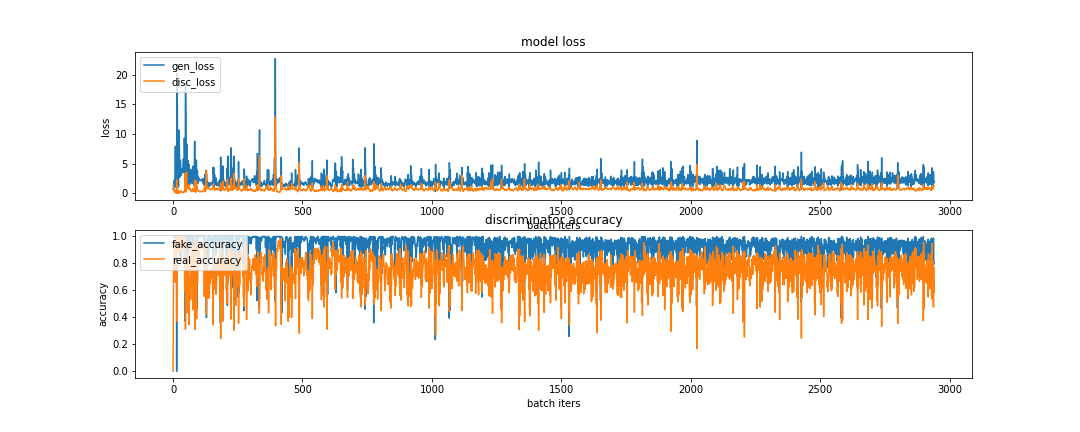 model loss
gen_loss
disc_loss
loss
20
15
10
5
0
0
500
1000
1500
2000
2500
3000
batch iters
discriminator accuracy
fake_accuracy
real_accuracy
accuracy
1.0
0.8
0.6
0.4
0.2
0.0
0
500
1000
1500
2000
2500
3000
batch iters